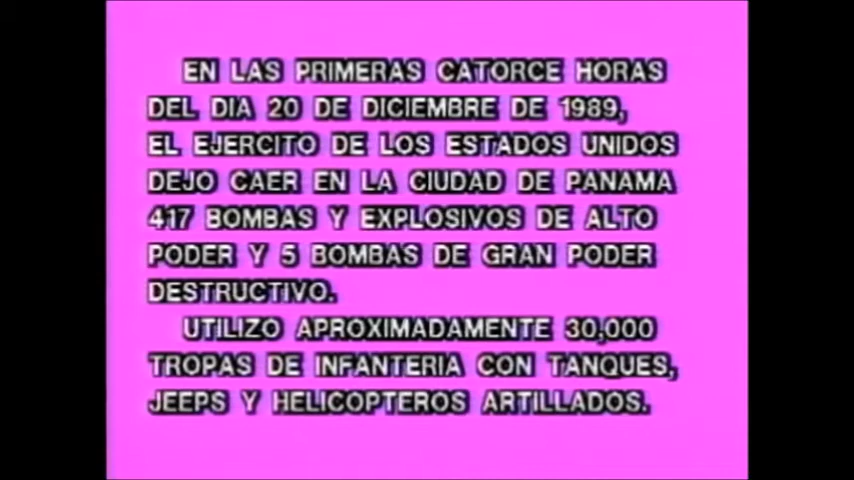 EN LAS PRIMERAS CATORCE HORAS
DEL DIA 20 DE DICIEMBRE DE 1989,
EL EJERCITO DE LOS ESTADOS UNIDOS
DEJO CAER EN LA CIUDAD DE PANAMA
417 BOMBAS Y EXPLOSIVOS DE ALTO
PODER Y 5 BOMBAS DE GRAN PODER
DESTRUCTIVO.
UTILIZO APROXIMADAMENTE 30,000
TROPAS DE INFANTERIA CON TANQUES,
JEEPS Y HELICOPTEROS ARTILLADOS.